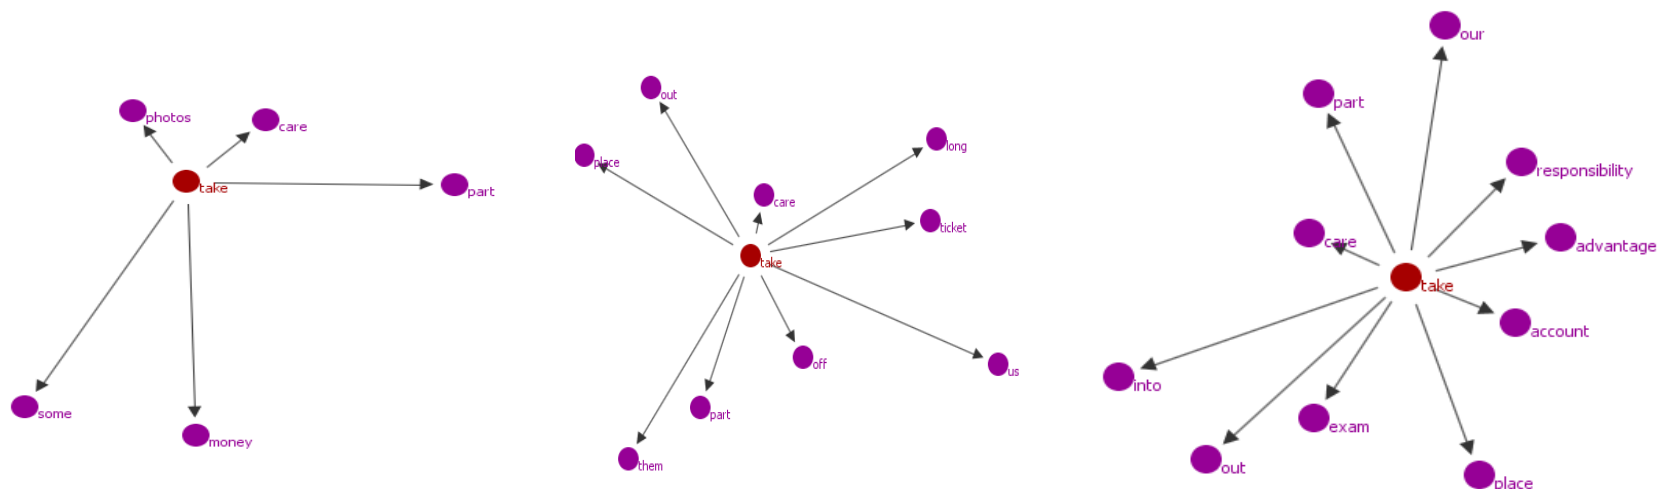 photos
care
take
part
some
money
out
long
place
care
ticket
take
off
us
part
them
our
part
responsibility
care
advantage
take
account
into
exam
out
place